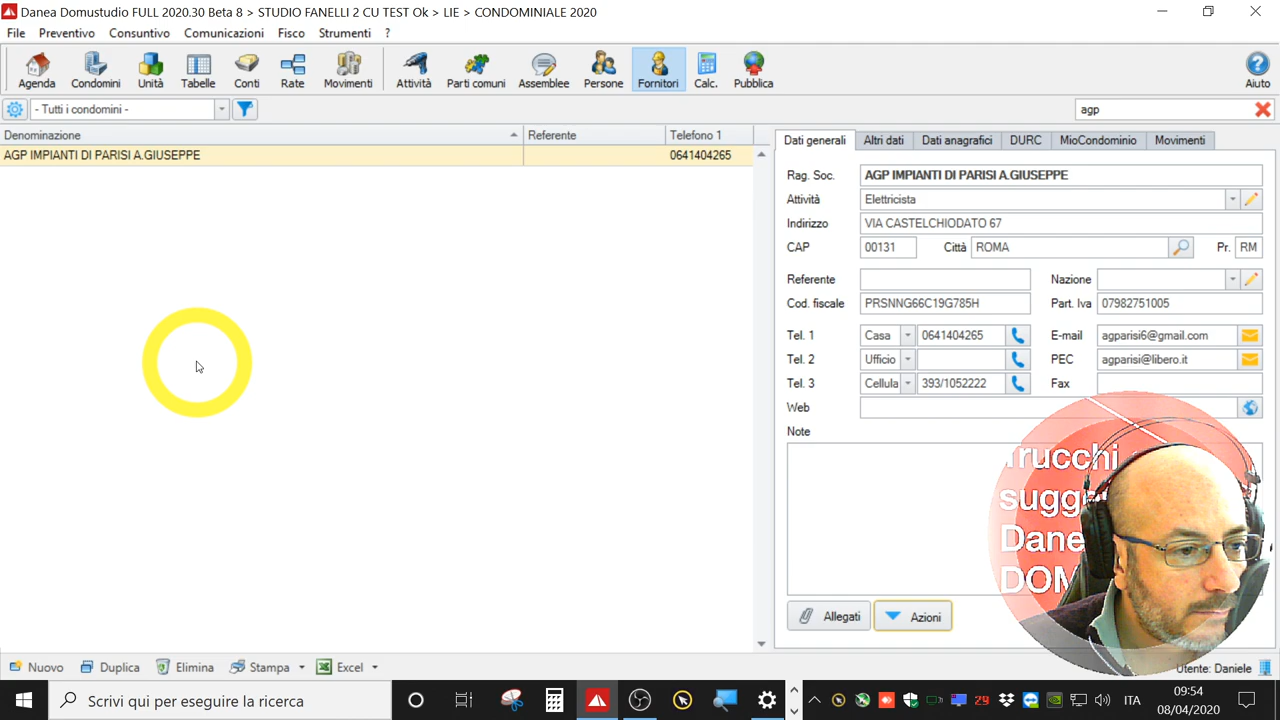 Danea Domustudio FULL 2020.30 Beta 8 > STUDIO FANELLI 2 CU TEST Ok > LIE > CONDOMINIALE 2020
File Preventivo Consuntivo Comunicazioni Fisco Strumenti ?
Agenda Condomini Unità Tabelle Conti Rate Movimenti Attività Parti comuni Assemblee Persone Fornitori Calc. Pubblica Aiuto
- Tutti i condomini - agp
Denominazione Referente Telefono 1
AGP IMPIANTI DI PARISI A.GIUSEPPE 0641404265
Dati generali Altri dati Dati anagrafici DURC MioCondominio Movimenti
Rag. Soc. AGP IMPIANTI DI PARISI A.GIUSEPPE
Attività Elettricista
Indirizzo VIA CASTELCHIODATO 67
CAP 00131 Città ROMA Pr. RM
Referente Nazione
Cod. fiscale PRSNNG66C19G785H Part. Iva 07982751005
Tel. 1 Casa 0641404265 E-mail agparisi6@gmail.com
Tel. 2 Ufficio PEC agparisi@libero.it
Tel. 3 Cellula 393/1052222 Fax
Web
Note
Trucchi
sugg
Dane
DOM
Allegati Azioni
Nuovo Duplica Elimina Stampa Excel Utente: Daniele
Scrivi qui per eseguire la ricerca 29 ITA 09:54
08/04/2020